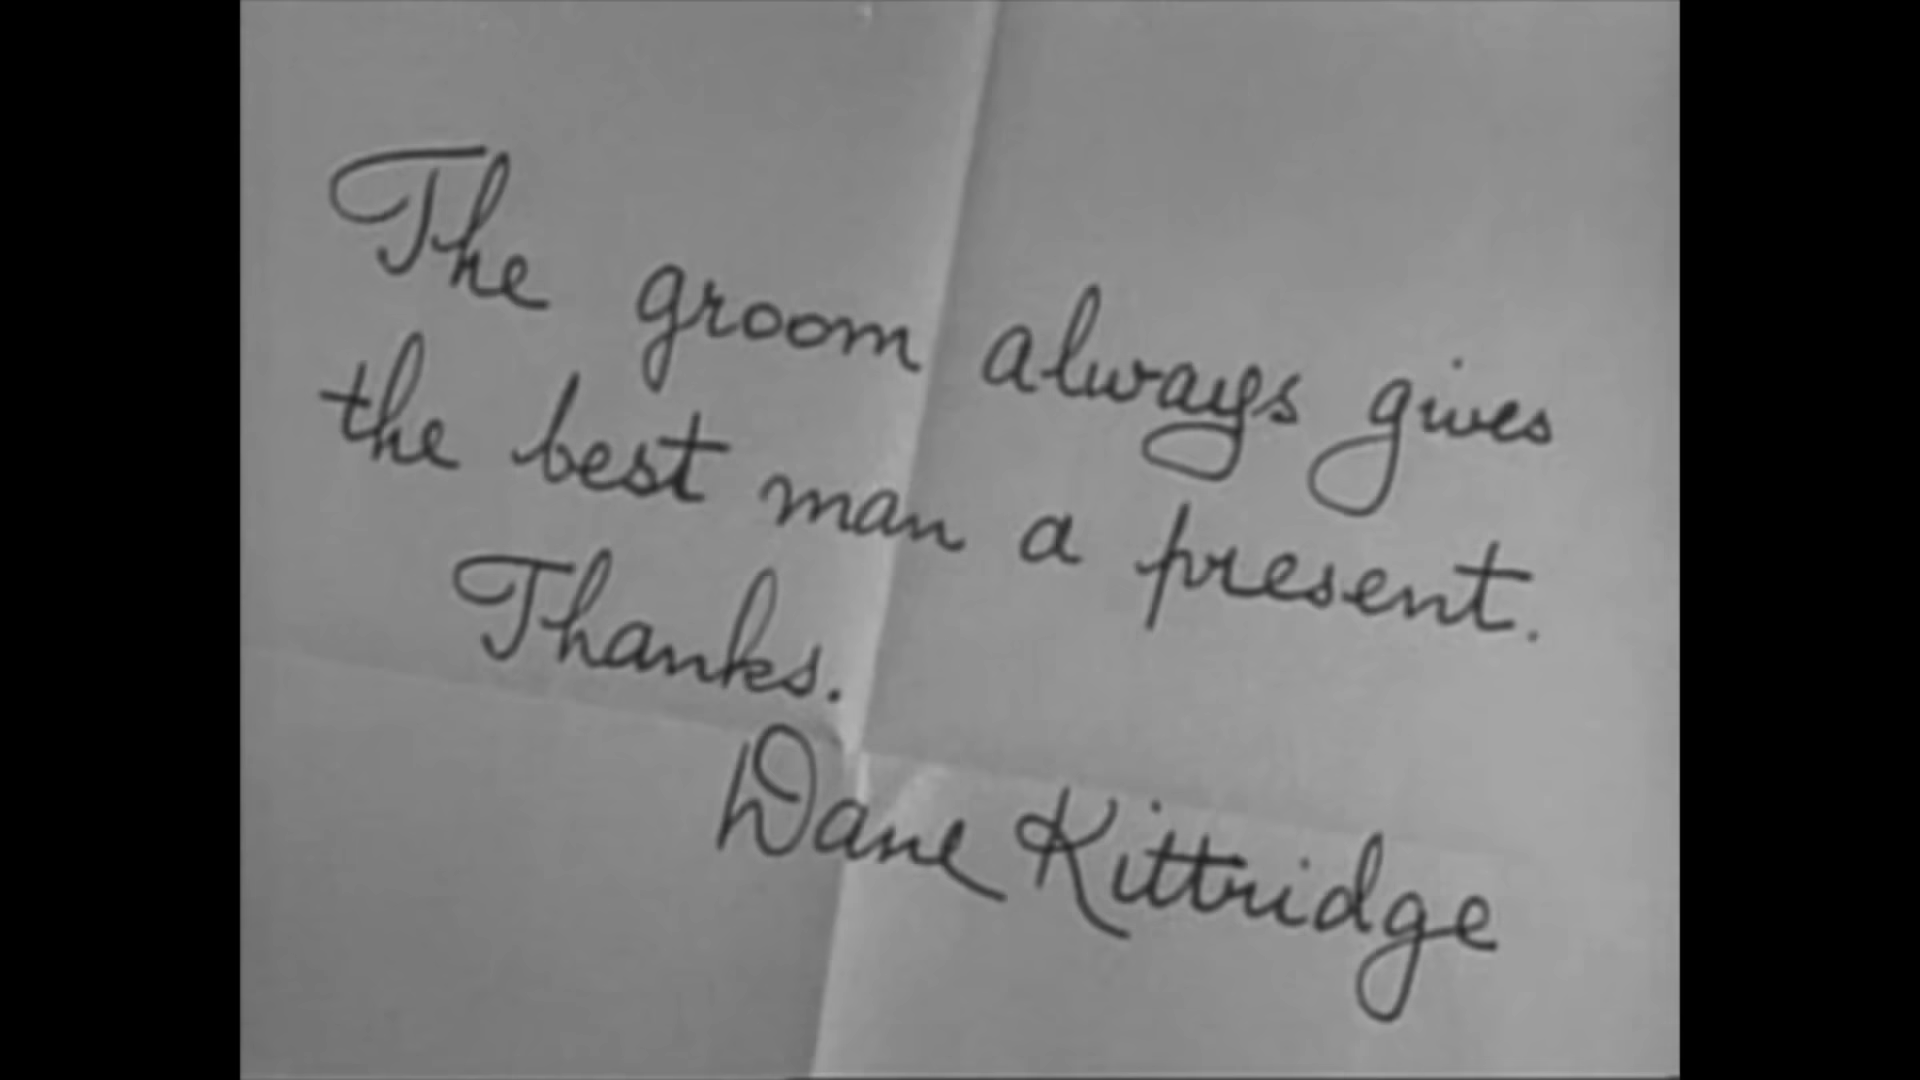 The groom always gives
the best man a present.
Thanks.
Dane Kittridge